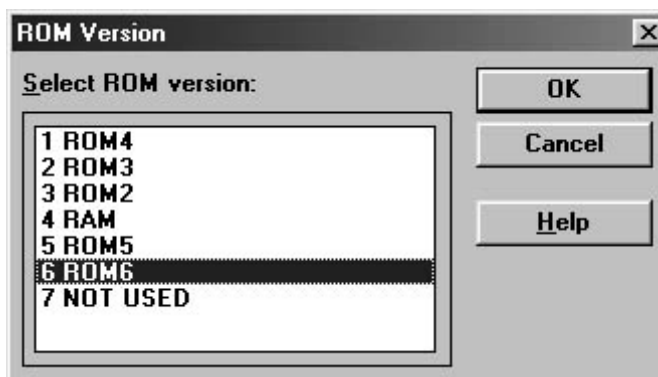 ROM Version
Select ROM version:
1 ROM4
2 ROM3
3 ROM2
4 RAM
5 ROM5
6 ROM6
7 NOT USED
OK
Cancel
Help